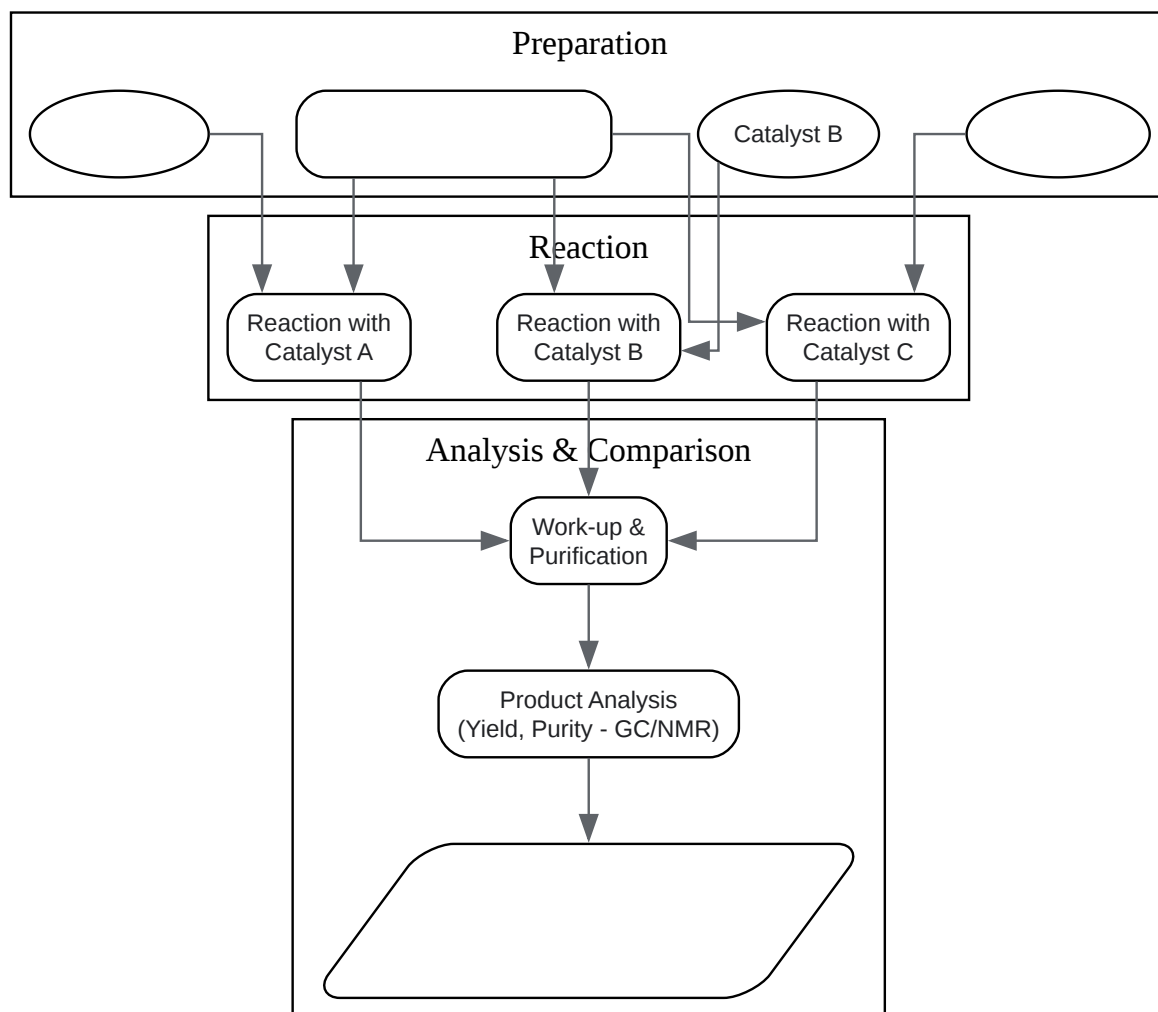 Preparation
Catalyst B
Reaction
Reaction with
Catalyst A
Reaction with
Catalyst B
Reaction with
Catalyst C
Analysis & Comparison
Work-up &
Purification
Product Analysis
(Yield, Purity - GC/NMR)